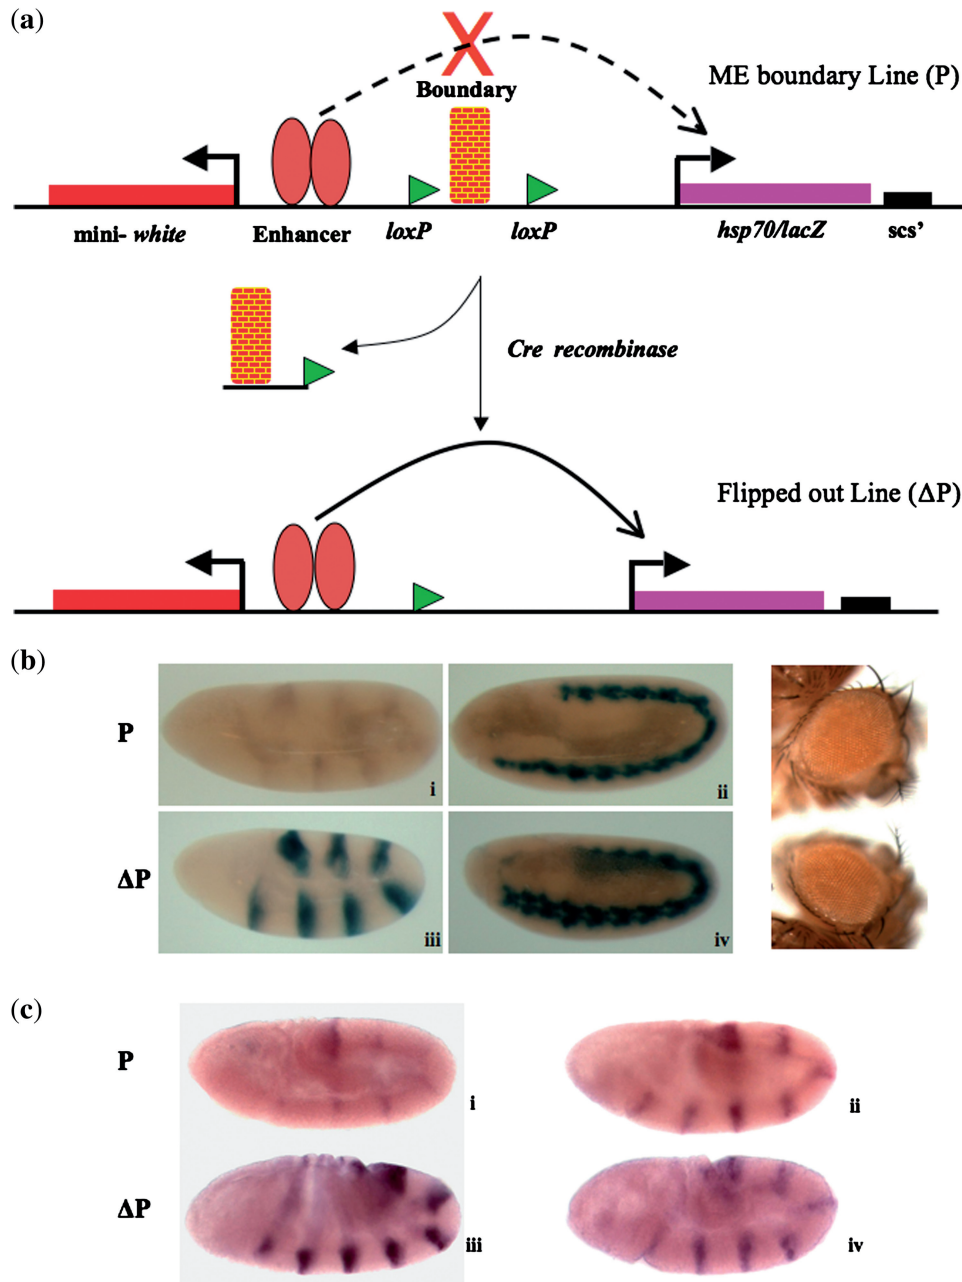 (a)
X
ME boundary Line (P)
Boundary
mini- white
Enhancer
loxP
loxP
hsp70/lacZ
scs’
Cre recombinase
Flipped out Line (ΔP)
(b)
P
i
ii
ΔP
iii
iv
(c)
P
i
ii
ΔP
iii
iv